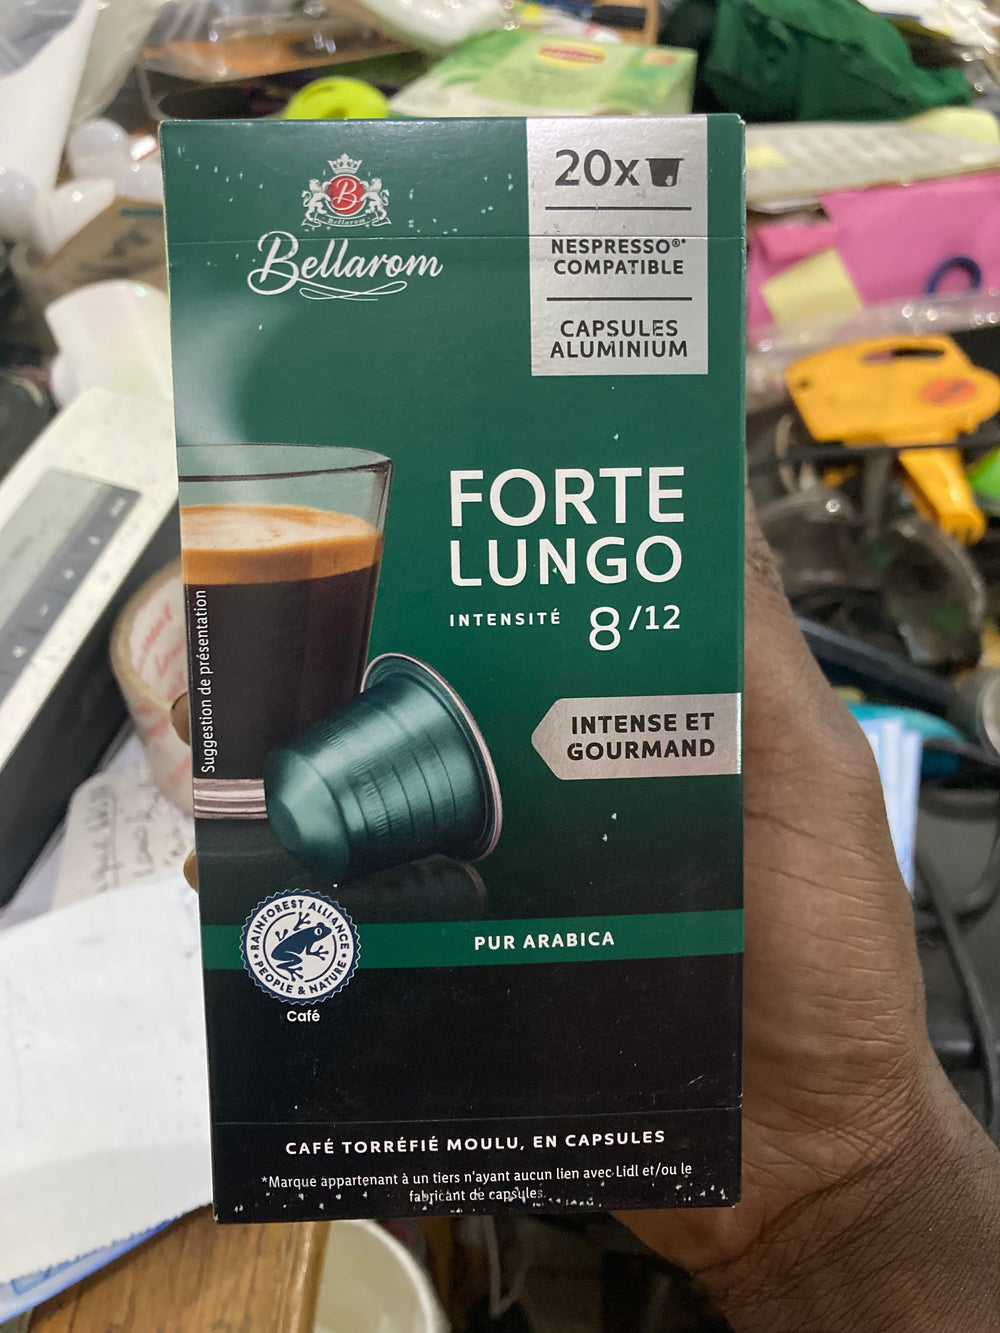 B
Bellarom
Bellarom
20x
NESPRESSO®*
COMPATIBLE
CAPSULES
ALUMINIUM
FORTE
LUNGO
INTENSITÉ 8/12
INTENSE ET
GOURMAND
Suggestion de présentation
RAINFOREST ALLIANCE
PEOPLE & NATURE
Café
PUR ARABICA
CAFÉ TORRÉFIÉ MOULU, EN CAPSULES
*Marque appartenant à un tiers n'ayant aucun lien avec Lidl et/ou le
fabricant de capsules.